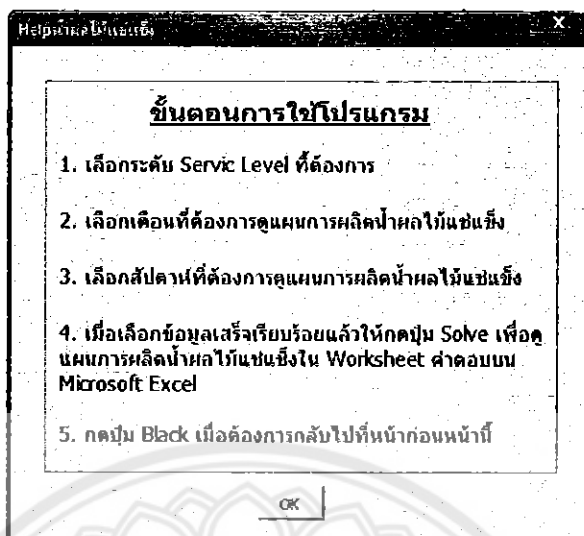 Helpน้ำผลไม้แช่แข็ง
X
ขั้นตอนการใช้โปรแกรม
1. เลือกระดับ Servic Level ที่ต้องการ
2. เลือกเดือนที่ต้องการดูแผนการผลิตน้ำผลไม้แช่แข็ง
3. เลือกสัปดาห์ที่ต้องการดูแผนการผลิตน้ำผลไม้แช่แข็ง
4. เมื่อเลือกข้อมูลเสร็จเรียบร้อยแล้วให้กดปุ่ม Solve เพื่อดู
แผนการผลิตน้ำผลไม้แช่แข็งใน Worksheet คำตอบบน
Microsoft Excel
5. กดปุ่ม Black เมื่อต้องการกลับไปที่หน้าก่อนหน้านี้
OK